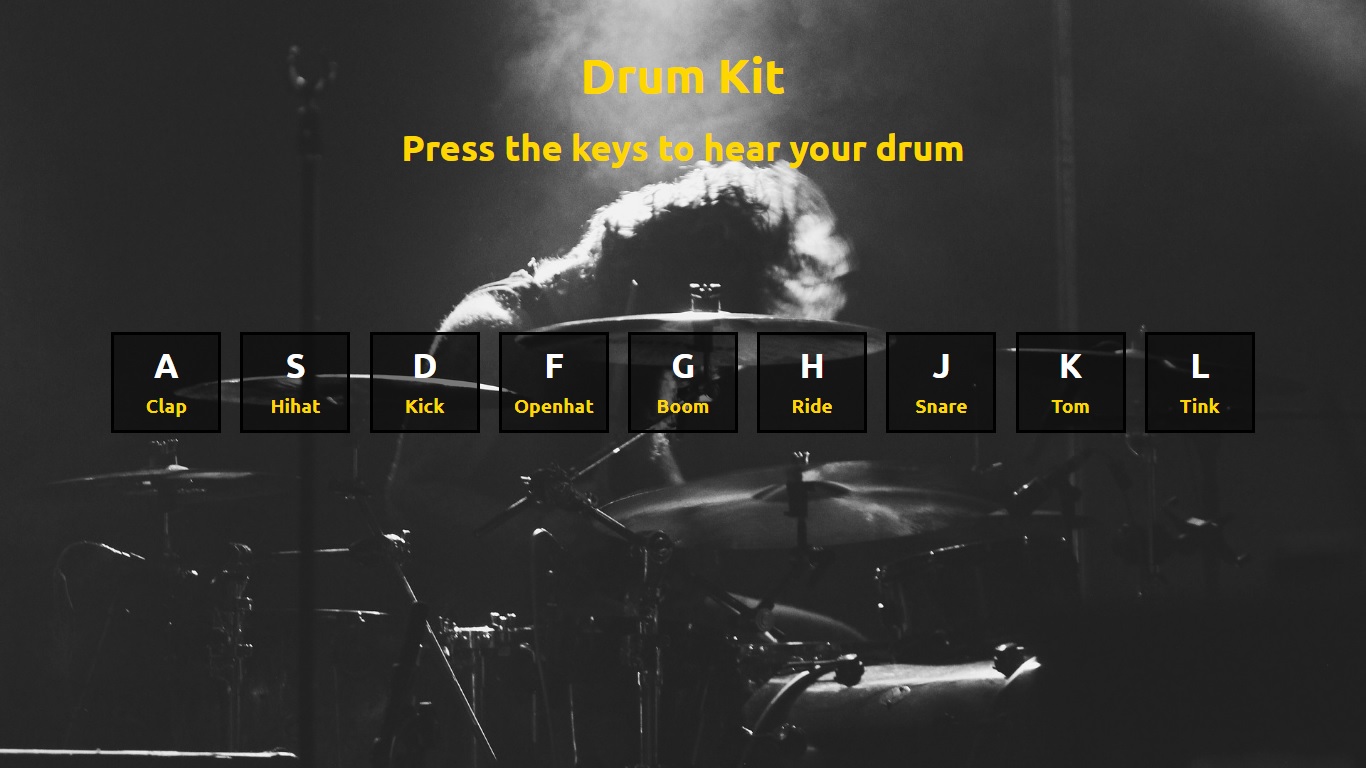 Drum Kit
Press the keys to hear your drum
A S D F G H J K L
Clap Hihat Kick Openhat Boom Ride Snare Tom Tink